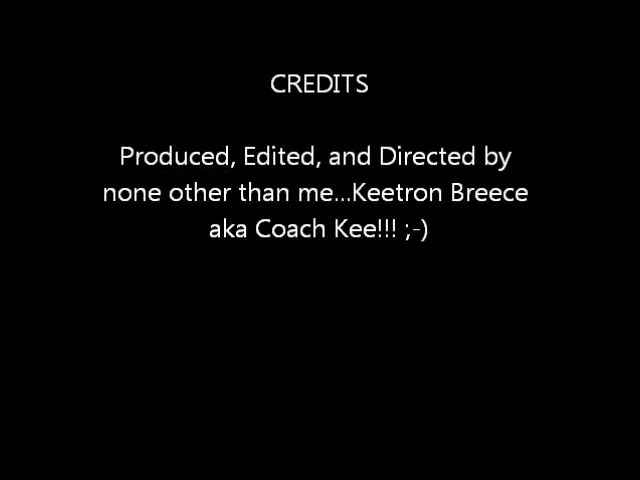 CREDITS
Produced, Edited, and Directed by
none other than me...Keetron Breece
aka Coach Kee!!! ;-)